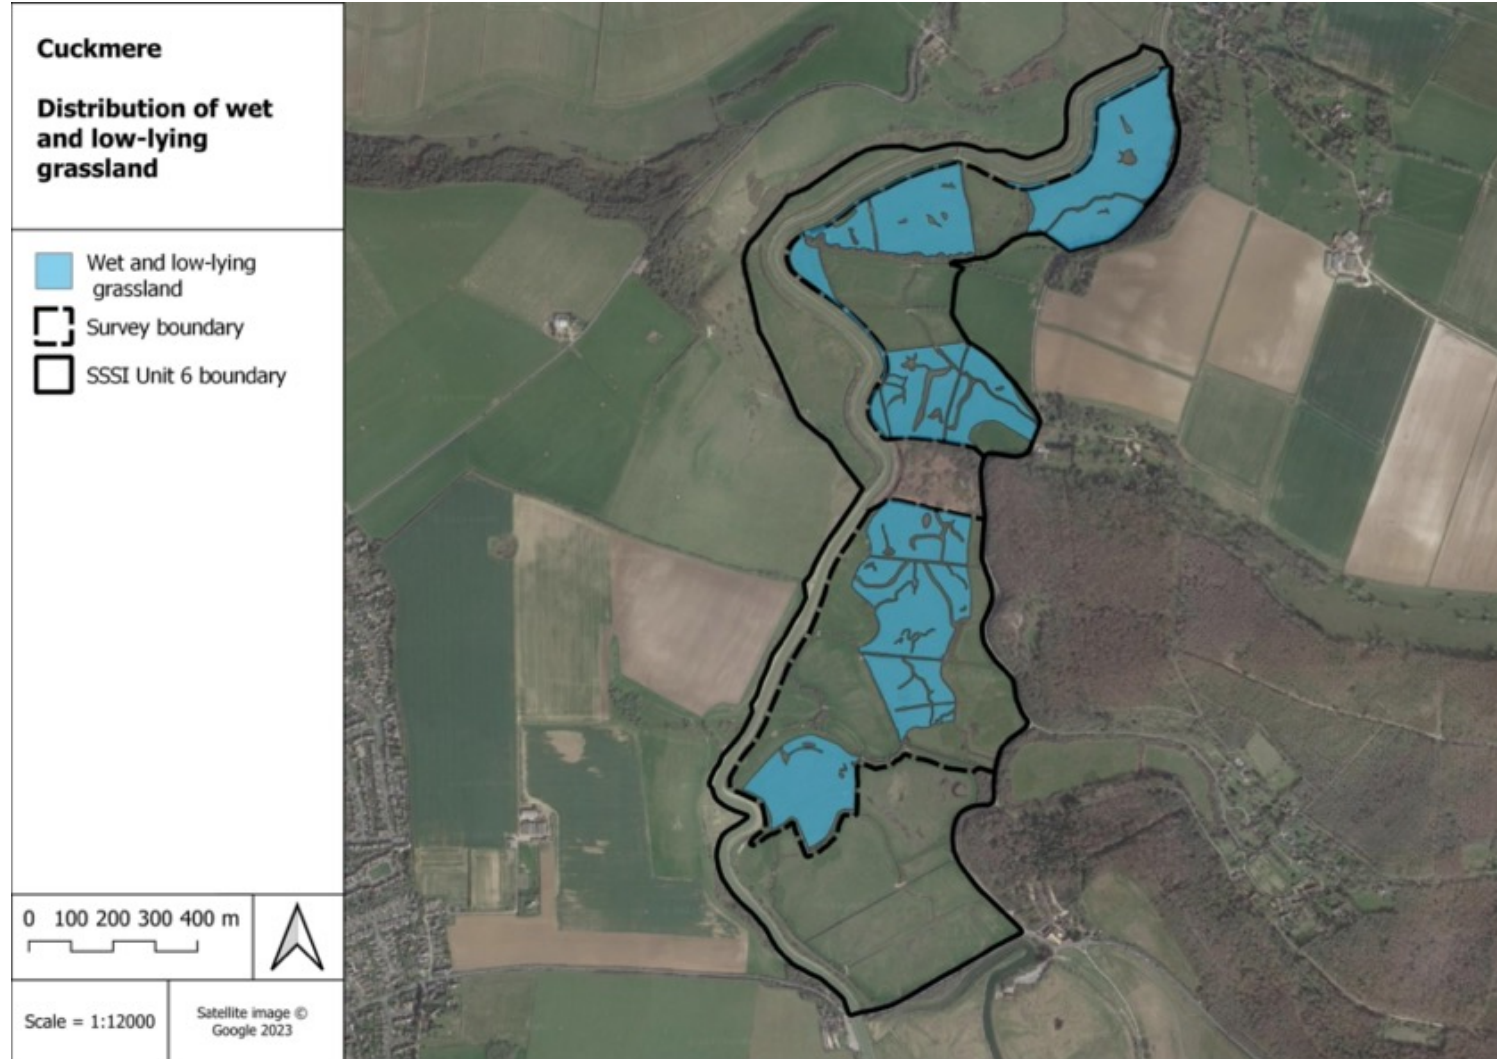 Cuckmere
Distribution of wet
and low-lying
grassland
Wet and low-lying
grassland
Survey boundary
SSSI Unit 6 boundary
0 100 200 300 400 m
Scale = 1:12000
Satellite image ©
Google 2023